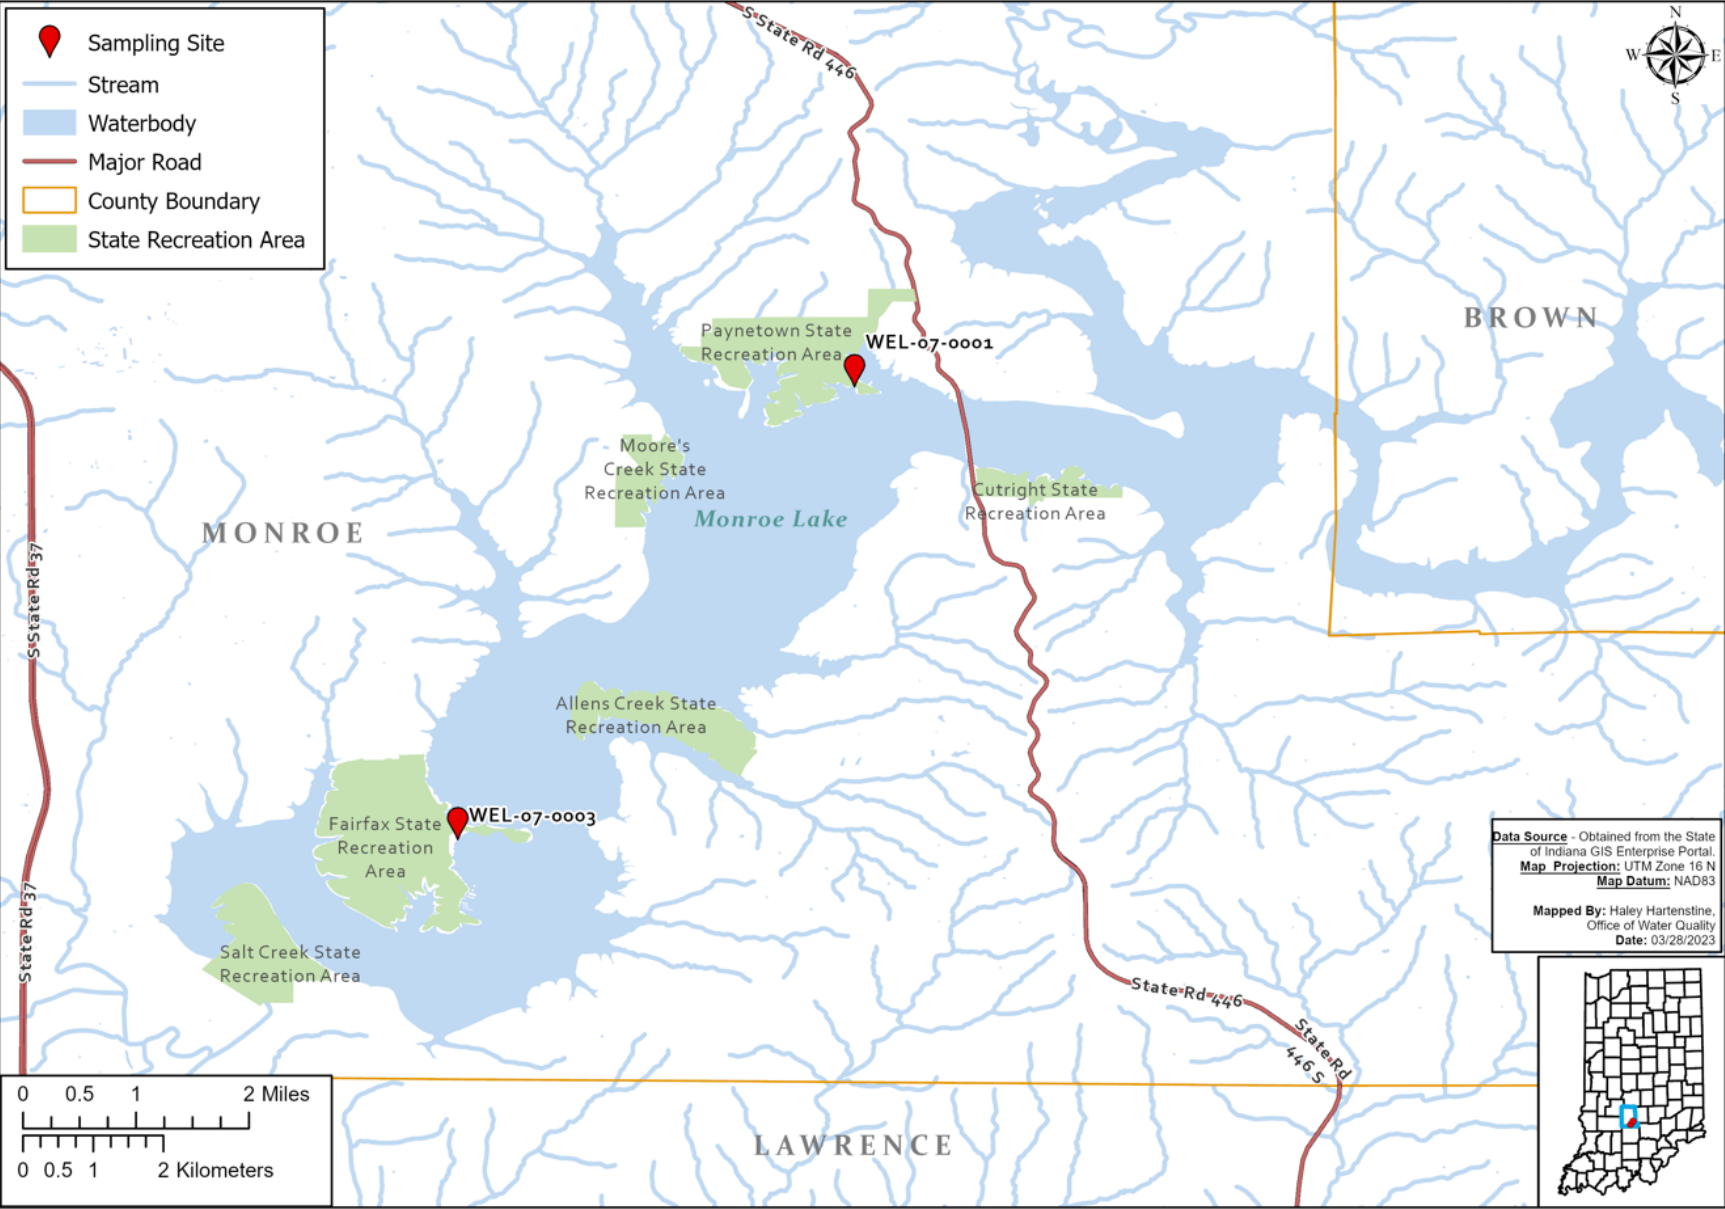 Sampling Site
Stream
Waterbody
Major Road
County Boundary
State Recreation Area
S State Rd 446
N
W
E
S
BROWN
Paynetown State
Recreation Area
WEL-07-0001
Moore's
Creek State
Recreation Area
Monroe Lake
Cutright State
Recreation Area
MONROE
S State Rd 37
Allens Creek State
Recreation Area
WEL-07-0003
Fairfax State
Recreation
Area
State Rd 37
Salt Creek State
Recreation Area
State Rd 446
State Rd
446 S
Data Source - Obtained from the State
of Indiana GIS Enterprise Portal.
Map Projection: UTM Zone 16 N
Map Datum: NAD83
Mapped By: Haley Hartenstine,
Office of Water Quality
Date: 03/28/2023
0 0.5 1 2 Miles
0 0.5 1 2 Kilometers
LAWRENCE